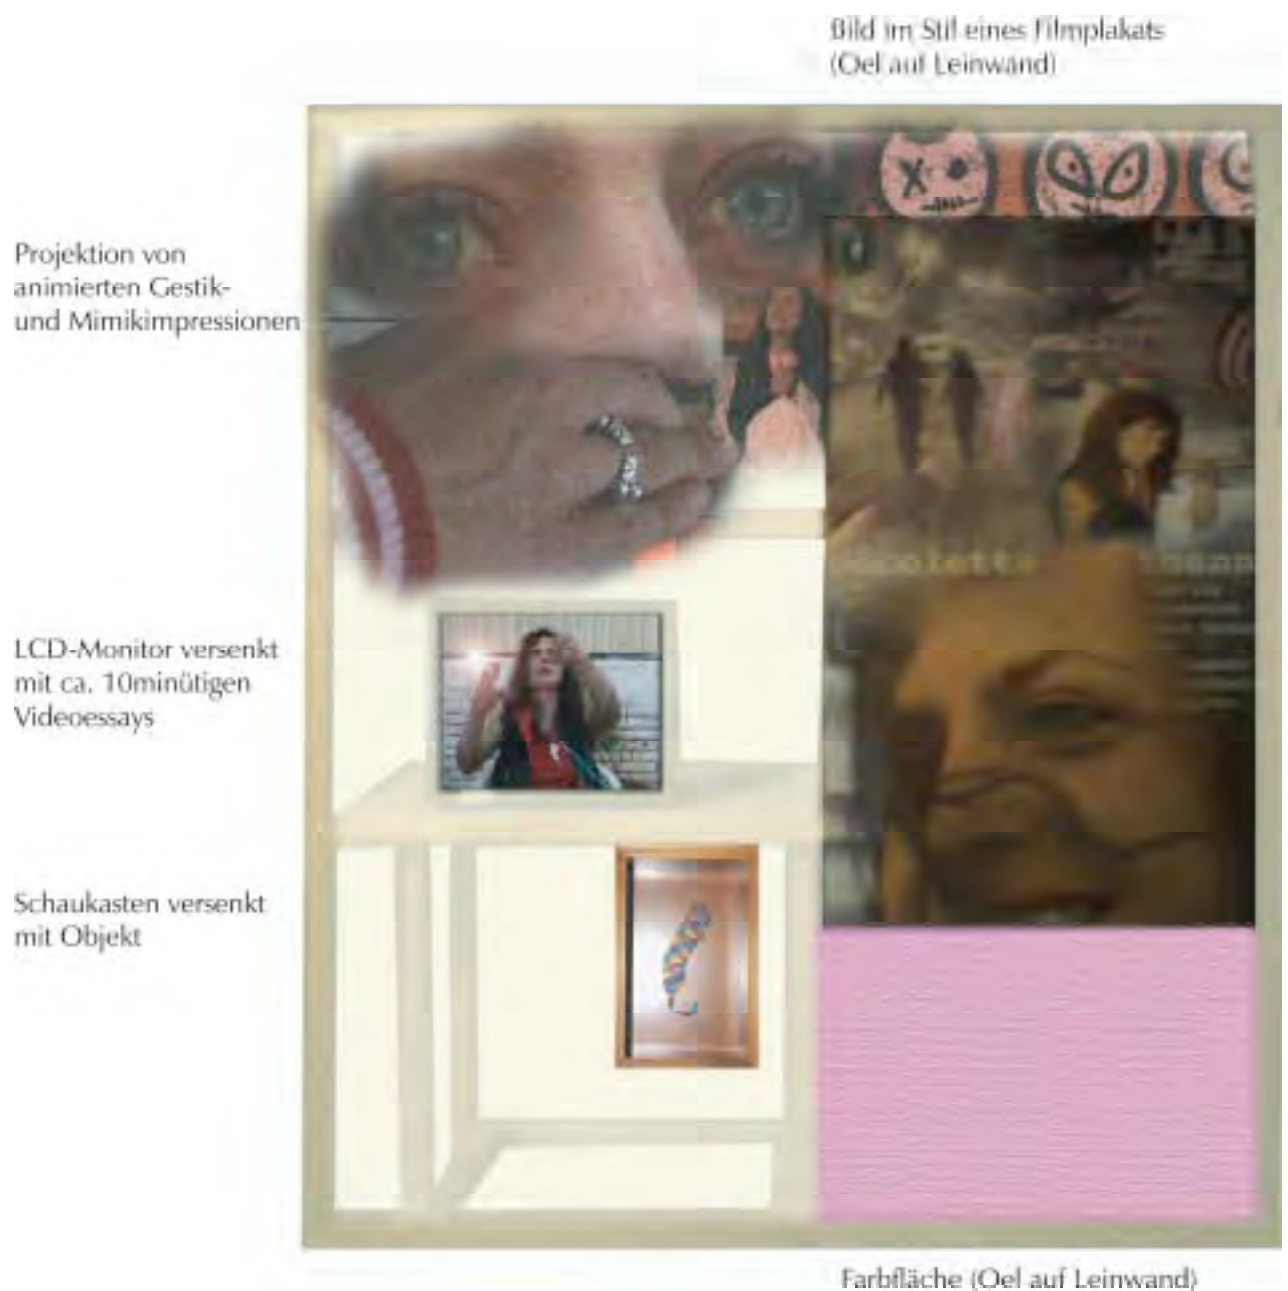 Bild im Stil eines Filmplakats
(Oel auf Leinwand)
Projektion von
animierten Gestik-
und Mimikimpressionen
LCD-Monitor versenkt
mit ca. 10minütigen
Videoessays
Schaukasten versenkt
mit Objekt
Farbfläche (Oel auf Leinwand)